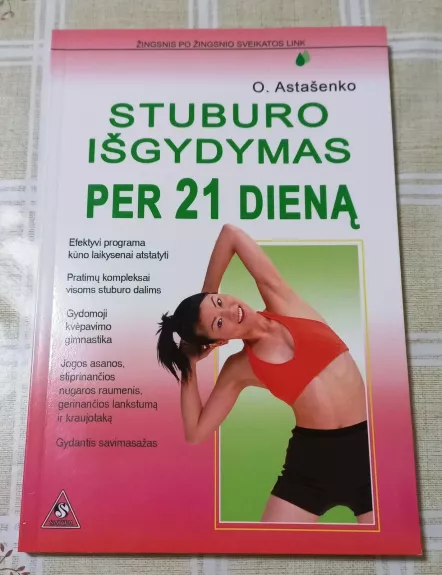 ŽINGSNIS PO ŽINGSNIO SVEIKATOS LINK
O. Astašenko
STUBURO
IŠGYDYMAS
PER 21 DIENĄ
Efektyvi programa
kūno laikysenai atstatyti
Pratimų kompleksai
visoms stuburo dalims
Gydomoji
kvėpavimo
gimnastika
Jogos asanos,
stiprinančios
nugaros raumenis,
gerinančios lankstumą
ir kraujotaką
Gydantis savimasažas